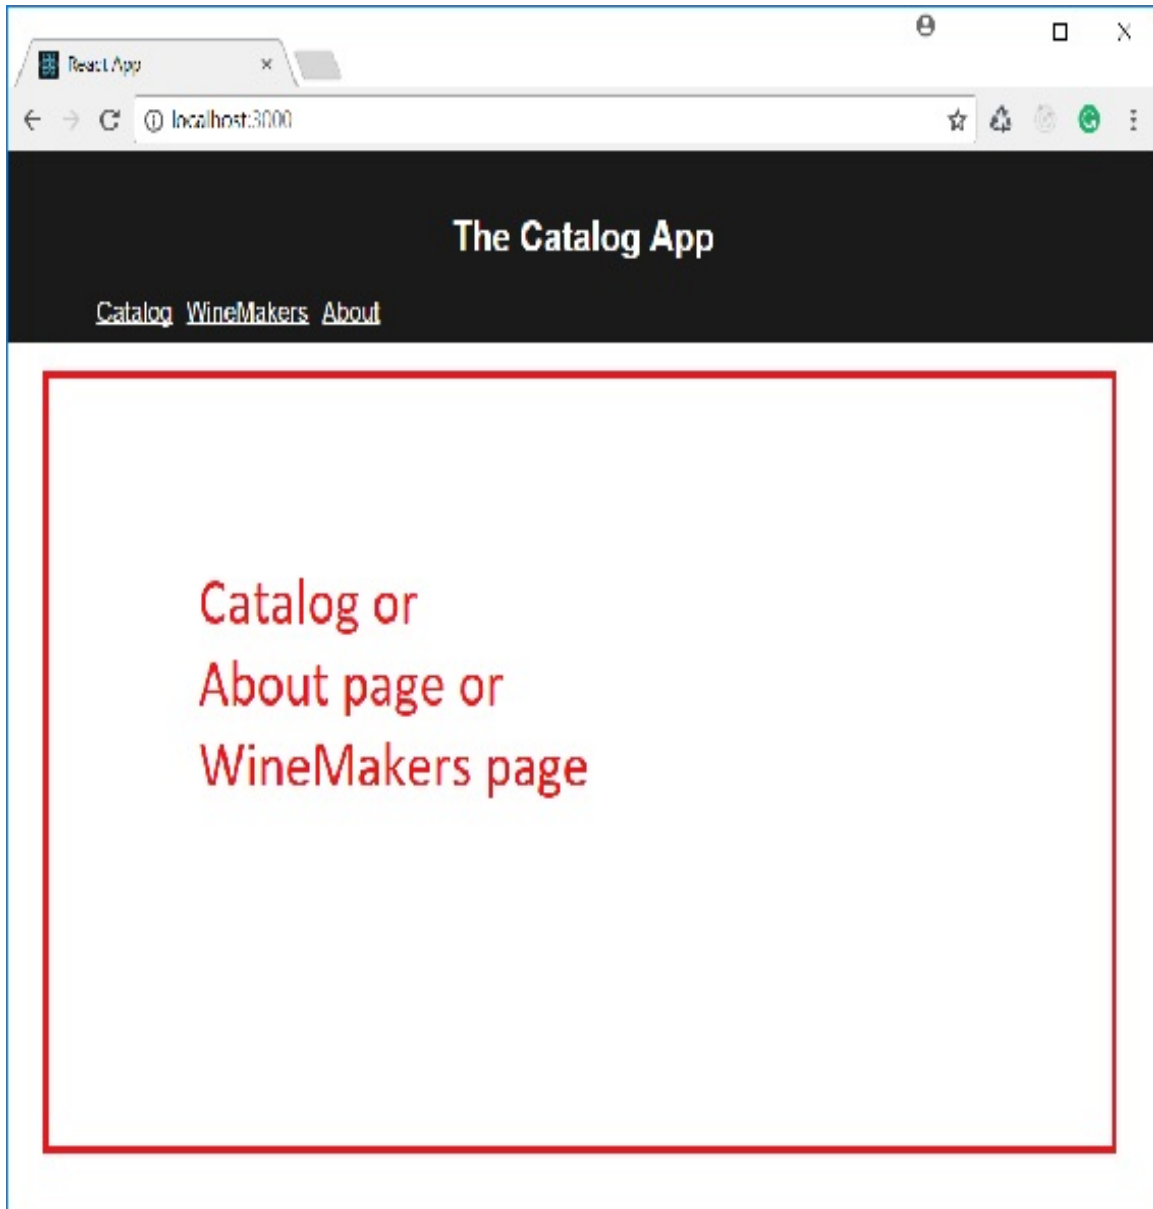 React App
localhost:3000
The Catalog App
Catalog WineMakers About
Catalog or
About page or
WineMakers page